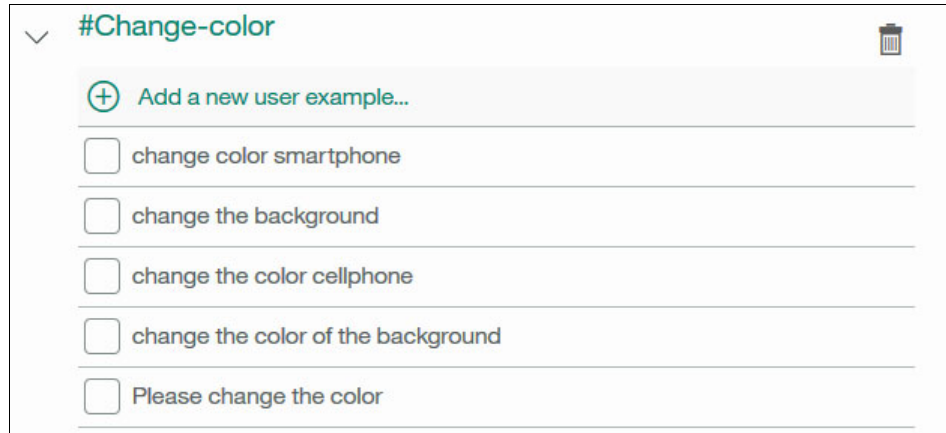 #Change-color
Add a new user example...
change color smartphone
change the background
change the color cellphone
change the color of the background
Please change the color